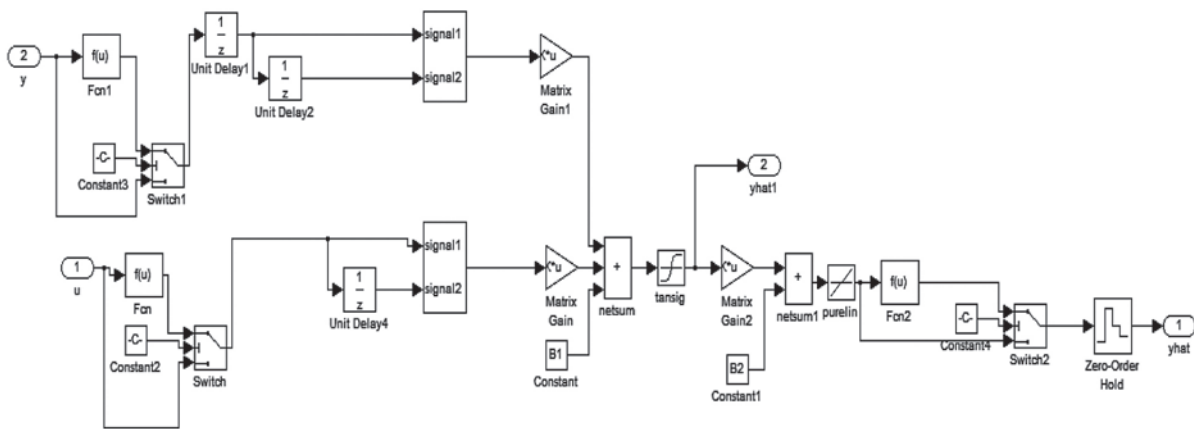 2
y
f(u)
Fcn1
-C-
Constant3
Switch1
1
z
Unit Delay1
1
z
Unit Delay2
signal1
signal2
K*u
Matrix
Gain1
2
yhat1
1
u
f(u)
Fcn
-C-
Constant2
Switch
1
z
Unit Delay4
signal1
signal2
K*u
Matrix
Gain
B1
Constant
+
netsum
tansig
K*u
Matrix
Gain2
B2
Constant1
+
netsum1
purelin
f(u)
Fcn2
-C-
Constant4
Switch2
Zero-Order
Hold
1
yhat